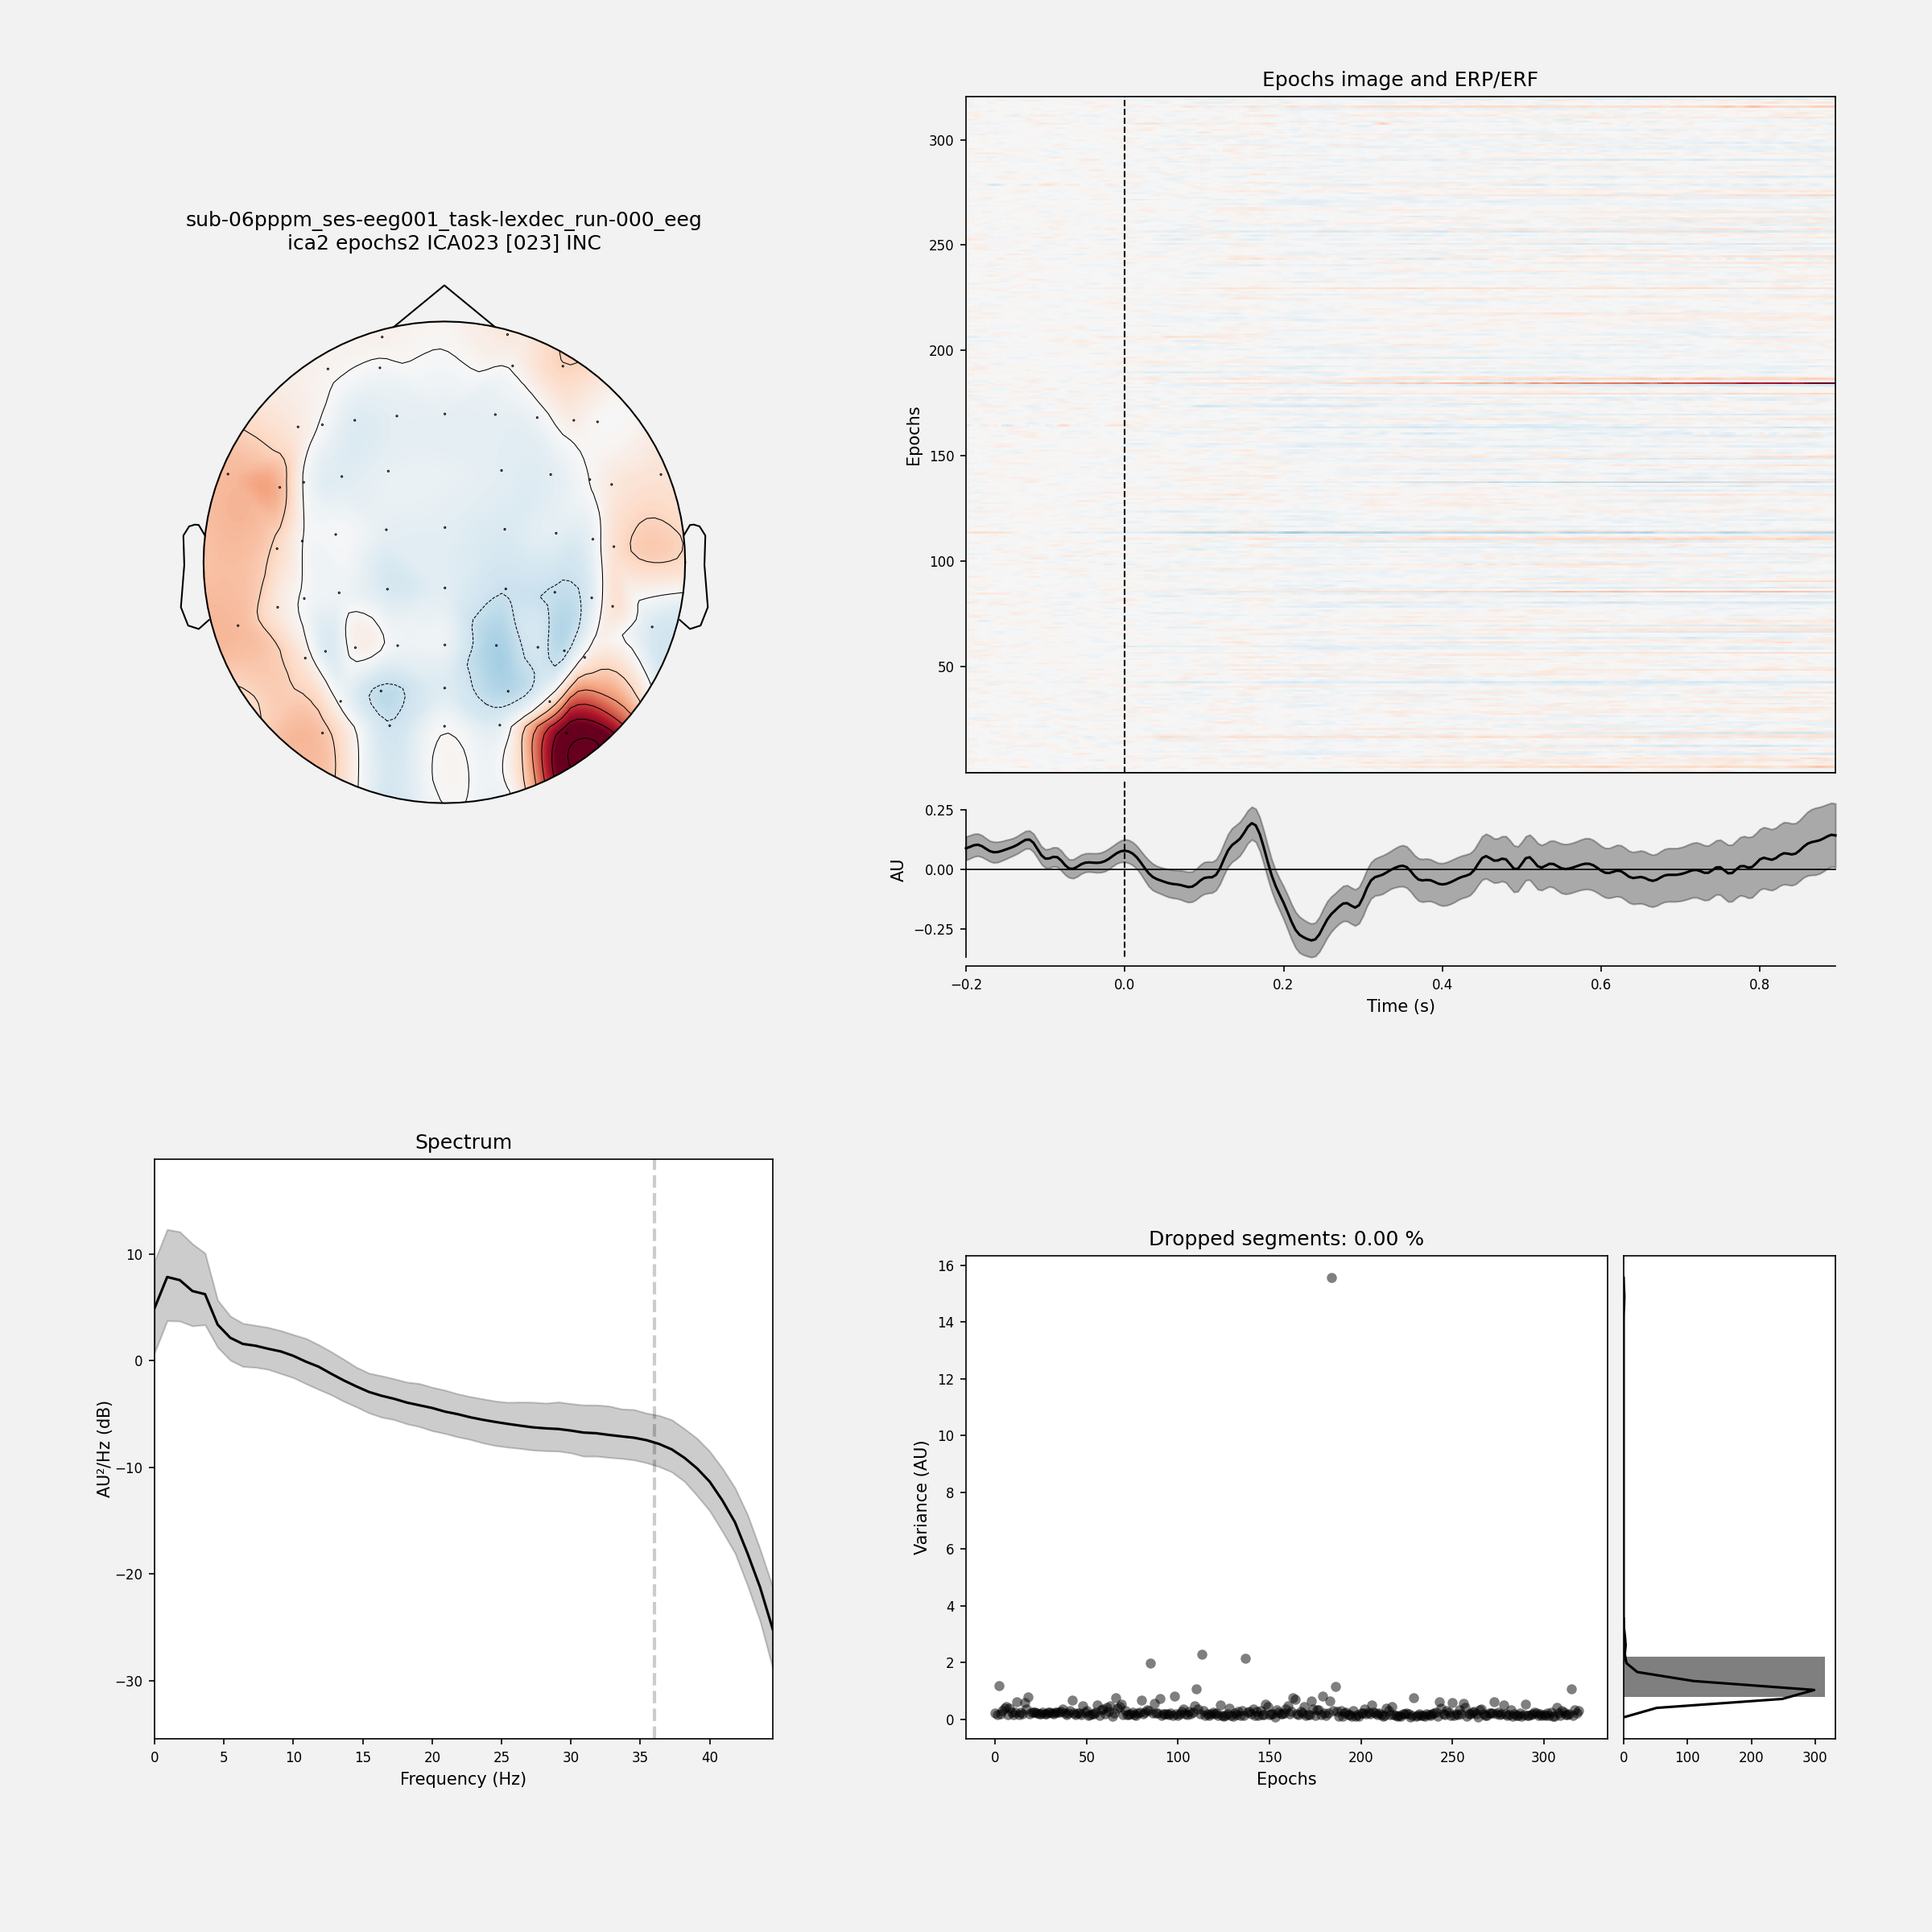 sub-06pppm_ses-eeg001_task-lexdec_run-000_eeg
ica2 epochs2 ICA023 [023] INC
Epochs image and ERP/ERF
300
250
200
150
100
50
Epochs
0.25
0.00
−0.25
AU
−0.2 0.0 0.2 0.4 0.6 0.8
Time (s)
Spectrum
10
0
−10
−20
−30
AU²/Hz (dB)
0 5 10 15 20 25 30 35 40
Frequency (Hz)
Dropped segments: 0.00 %
16
14
12
10
8
6
4
2
0
Variance (AU)
0 50 100 150 200 250 300
Epochs
0 100 200 300